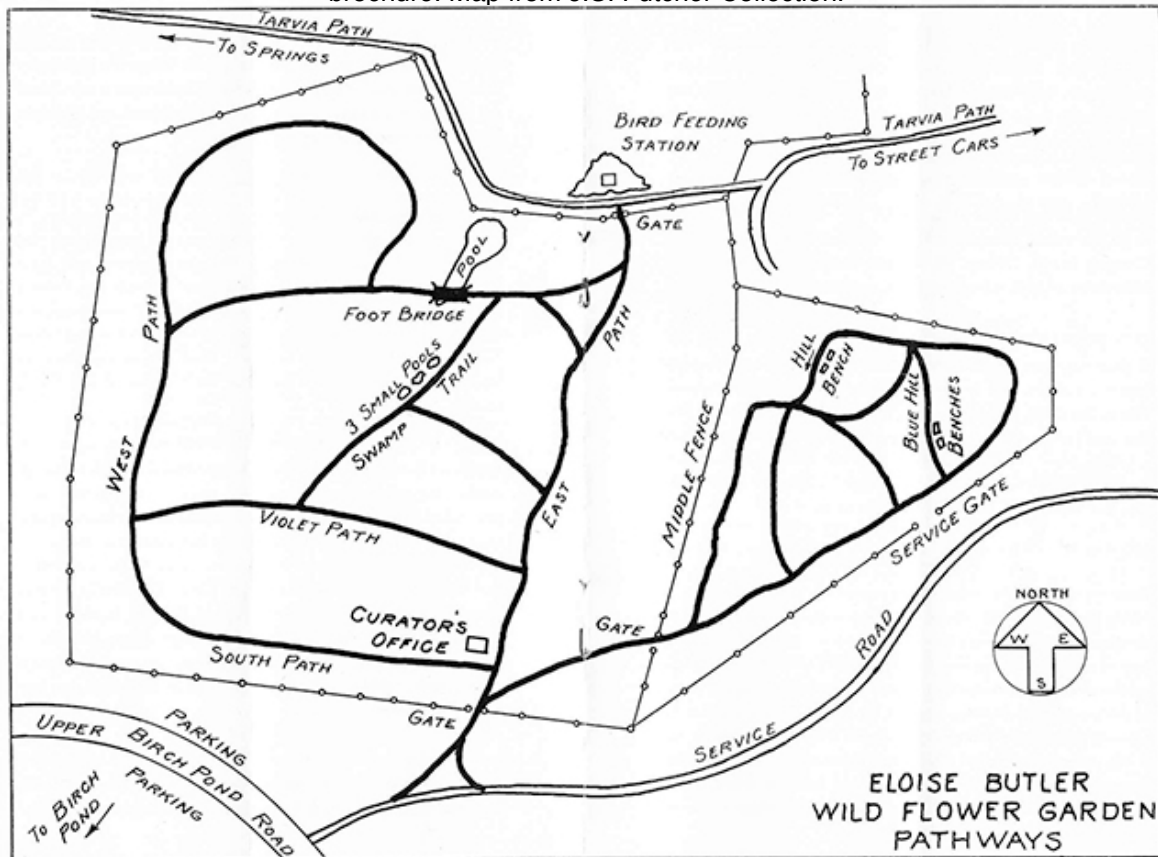 brochure. Map from J.S. Futcher Collection.
TARVIA PATH
TO SPRINGS
BIRD FEEDING
STATION
TARVIA PATH
TO STREET CARS
GATE
POOL
FOOT BRIDGE
PATH
PATH
HILL
BENCH
3 SMALL POOLS
SWAMP TRAIL
BLUE HILL
BENCHES
WEST
EAST
MIDDLE FENCE
VIOLET PATH
SERVICE GATE
CURATOR'S
OFFICE
GATE
SOUTH PATH
GATE
SERVICE ROAD
NORTH
W E
S
PARKING
UPPER BIRCH POND ROAD
PARKING
TO BIRCH
POND
ELOISE BUTLER
WILD FLOWER GARDEN
PATHWAYS